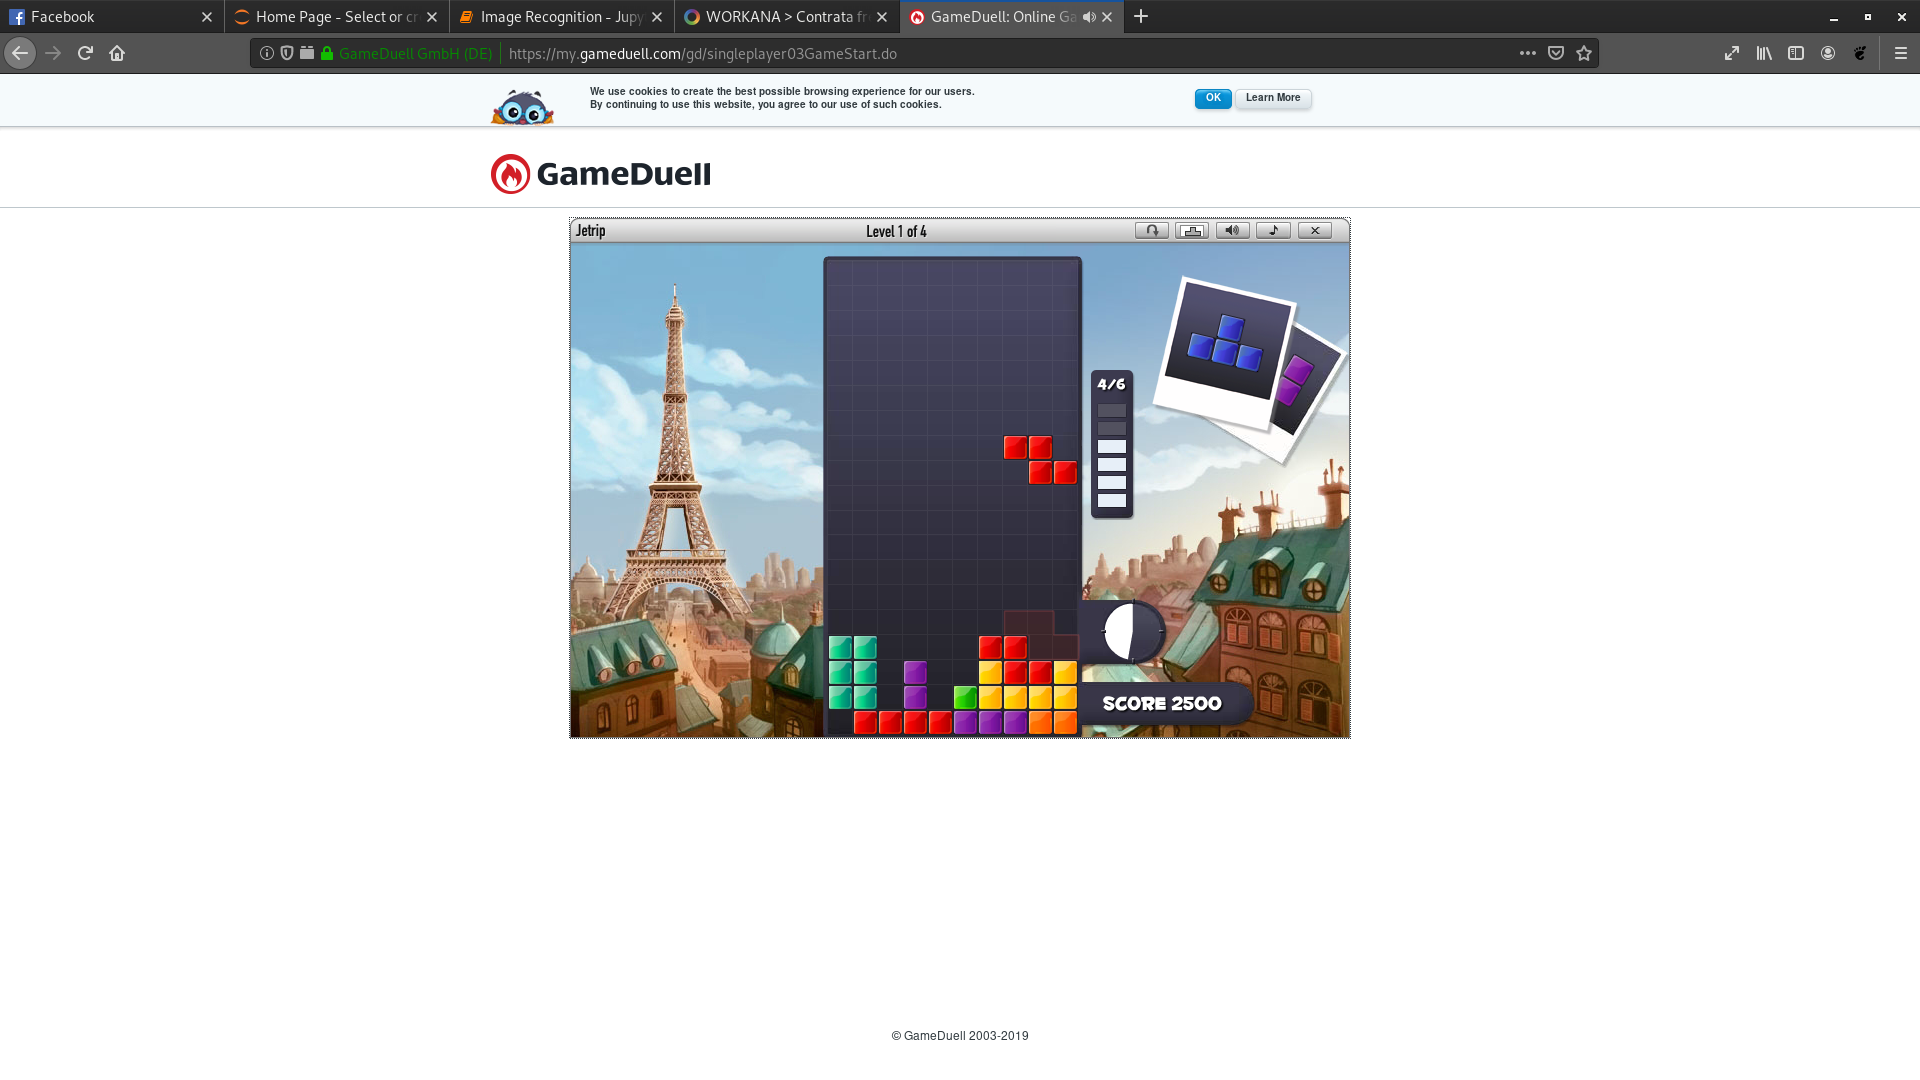 Facebook
Home Page - Select or cr
Image Recognition - Jupy
WORKANA > Contrata fr
GameDuell: Online Ga
GameDuell GmbH (DE)
https://my.gameduell.com/gd/singleplayer03GameStart.do
We use cookies to create the best possible browsing experience for our users.
By continuing to use this website, you agree to our use of such cookies.
OK
Learn More
GameDuell
Jetrip
Level 1 of 4
4/6
SCORE 2500
© GameDuell 2003-2019